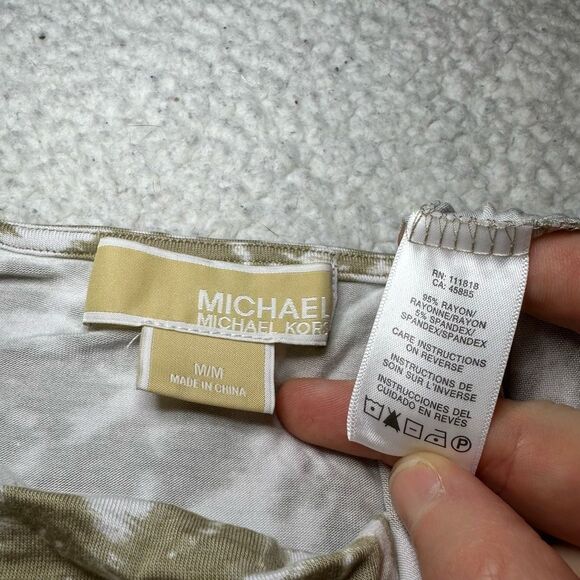 MICHAEL
MICHAEL KORS
M/M
MADE IN CHINA
RN: 111818
CA: 45885
95% RAYON/
RAYONNE/RAYON
5% SPANDEX/
SPANDEX/SPANDEX
CARE INSTRUCTIONS
ON REVERSE
INSTRUCTIONS DE
SOIN SUR L'INVERSE
INSTRUCCIONES DEL
CUIDADO EN REVÉS
P